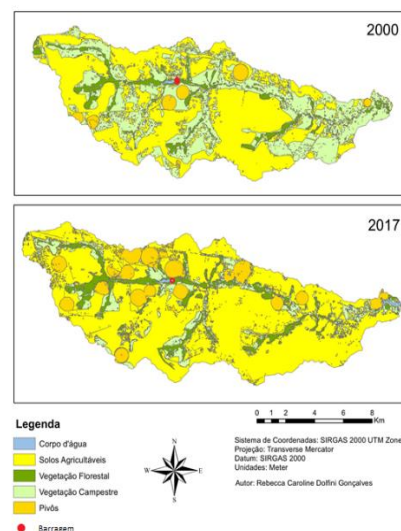 2000
2017
Legenda
Corpo d'água
Solos Agricultáveis
Vegetação Florestal
Vegetação Campestre
Pivôs
Barragem
N
W
E
S
0 1 2 4 6 8
Km
Sistema de Coordenadas: SIRGAS 2000 UTM Zone
Projeção: Transverse Mercator
Datum: SIRGAS 2000
Unidades: Meter
Autor: Rebecca Caroline Dolfini Gonçalves